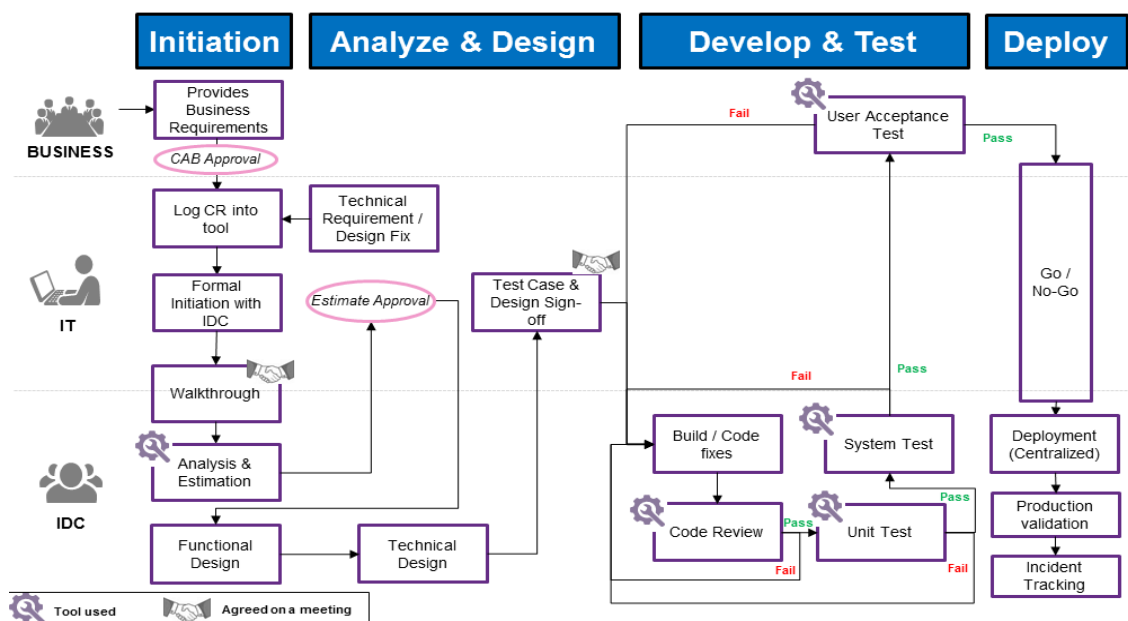 Initiation
Analyze & Design
Develop & Test
Deploy
BUSINESS
Provides
Business
Requirements
CAB Approval
User Acceptance
Test
Fail
Pass
IT
Log CR into
tool
Technical
Requirement /
Design Fix
Formal
Initiation with
IDC
Estimate Approval
Test Case &
Design Sign-
off
Go /
No-Go
Walkthrough
Fail
Pass
IDC
Analysis &
Estimation
Build / Code
fixes
System Test
Deployment
(Centralized)
Functional
Design
Technical
Design
Code Review
Pass
Fail
Unit Test
Pass
Fail
Production
validation
Incident
Tracking
Tool used
Agreed on a meeting